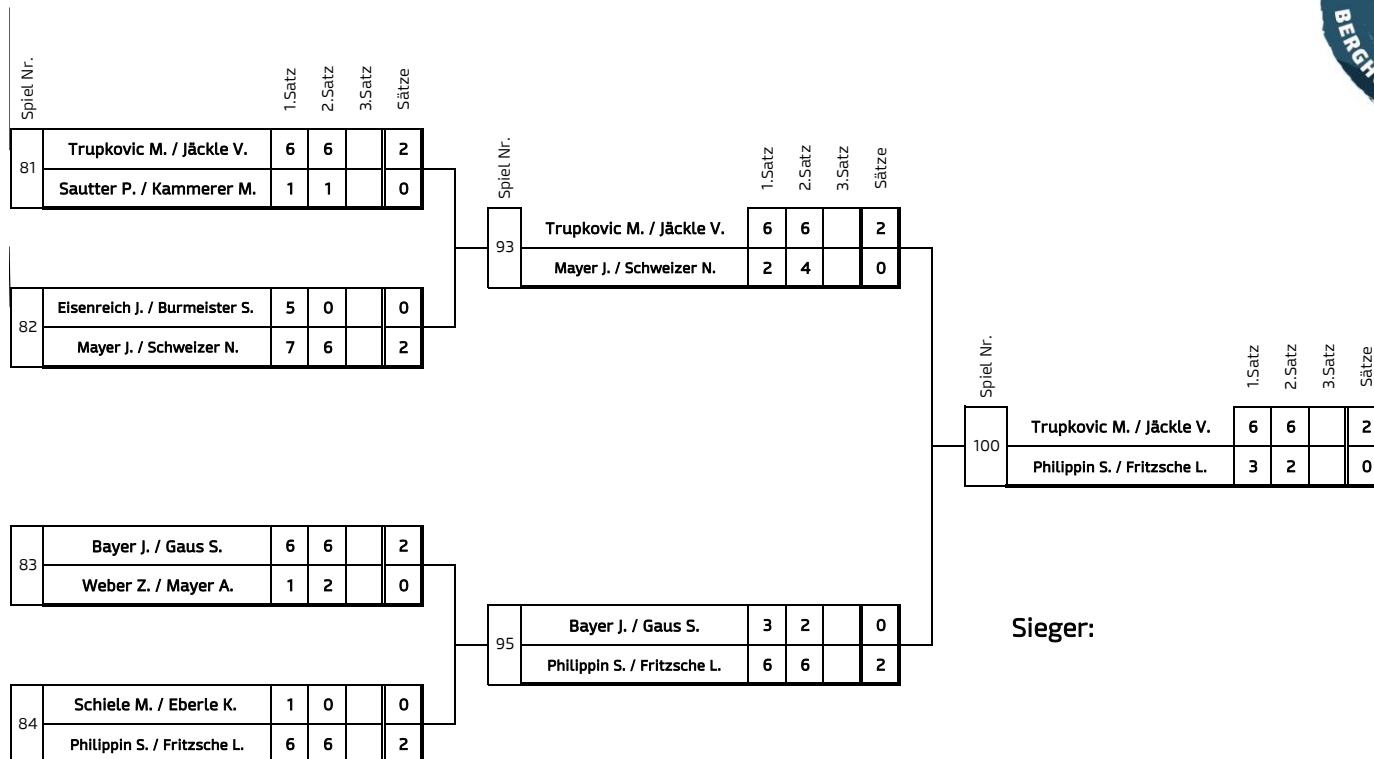 BERGH
Spiel Nr. 1.Satz 2.Satz 3.Satz Sätze
81 Trupkovic M. / Jäckle V. 6 6 2
Sautter P. / Kammerer M. 1 1 0
82 Eisenreich J. / Burmeister S. 5 0 0
Mayer J. / Schweizer N. 7 6 2
83 Bayer J. / Gaus S. 6 6 2
Weber Z. / Mayer A. 1 2 0
84 Schiele M. / Eberle K. 1 0 0
Philippin S. / Fritzsche L. 6 6 2
Spiel Nr. 1.Satz 2.Satz 3.Satz Sätze
93 Trupkovic M. / Jäckle V. 6 6 2
Mayer J. / Schweizer N. 2 4 0
95 Bayer J. / Gaus S. 3 2 0
Philippin S. / Fritzsche L. 6 6 2
Spiel Nr. 1.Satz 2.Satz 3.Satz Sätze
100 Trupkovic M. / Jäckle V. 6 6 2
Philippin S. / Fritzsche L. 3 2 0
Sieger: